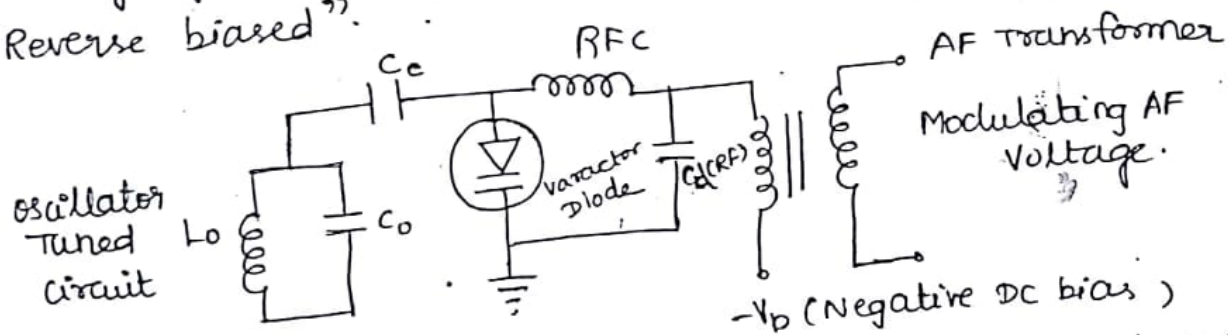 Reverse biased".
RFC
AF Transformer
Cc
Modulating AF
Voltage.
Varactor
Diode
Cd(RF)
Oscillator
Tuned
Circuit
Lo
Co
-Vb (Negative DC bias)